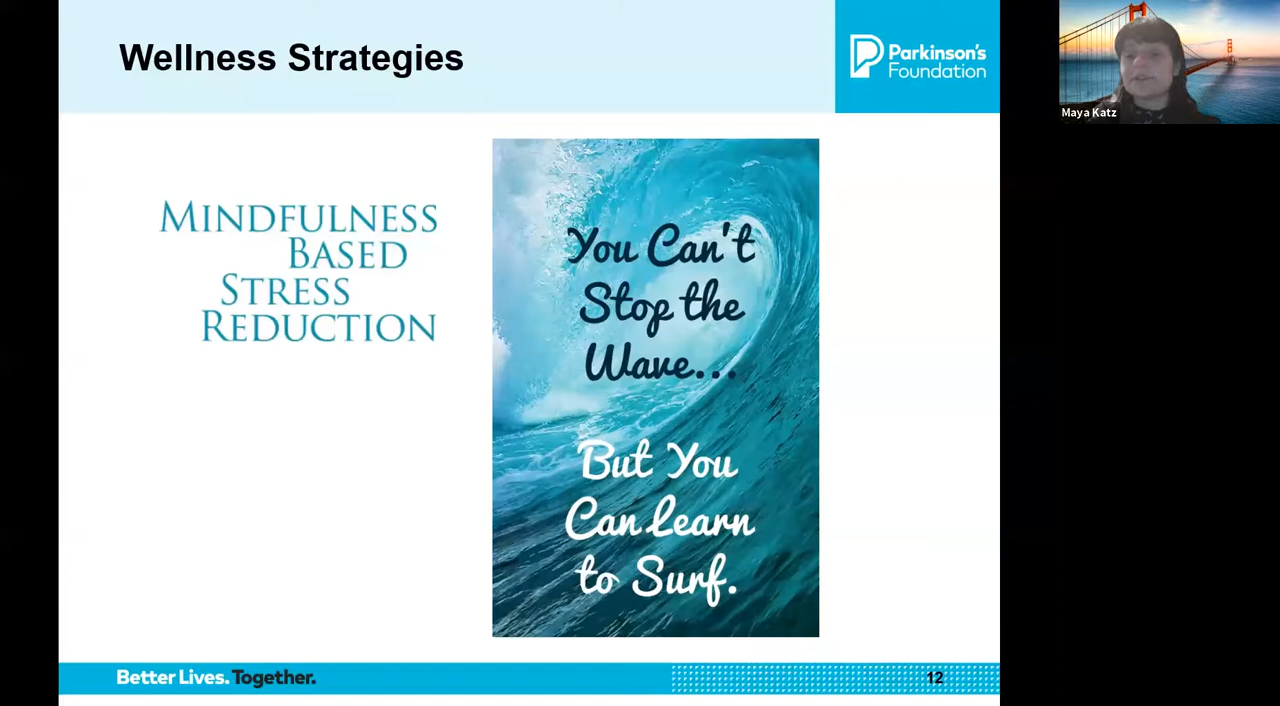 Wellness Strategies
Parkinson's
Foundation
Maya Katz
MINDFULNESS
BASED
STRESS
REDUCTION
You Can't
Stop the
Wave...
But You
Can Learn
to Surf.
Better Lives. Together.
12